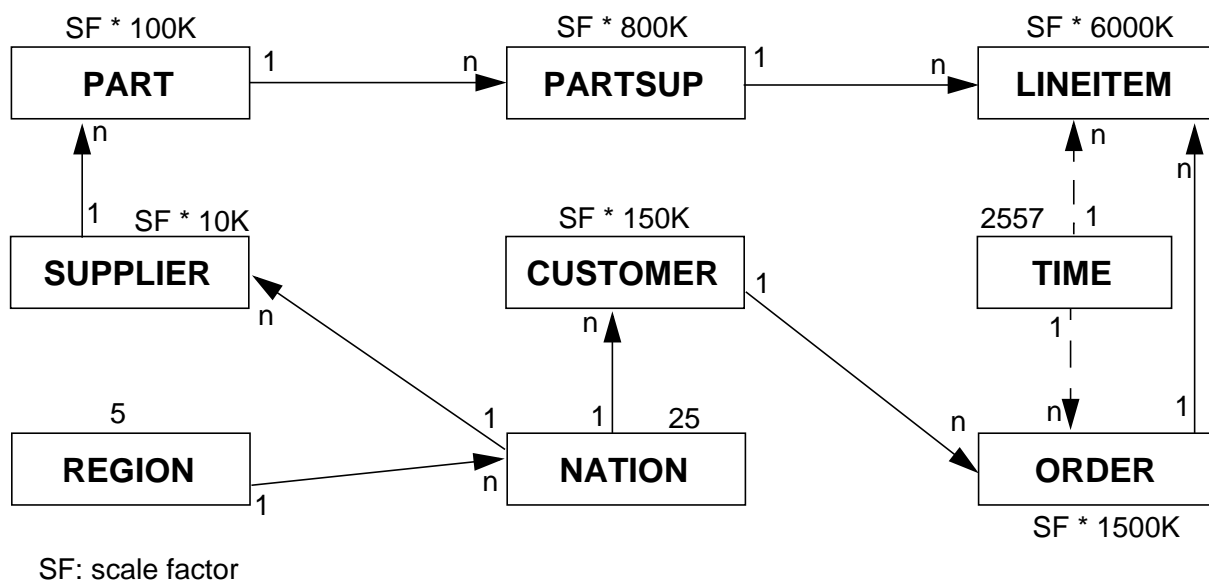 SF * 100K
SF * 800K
SF * 6000K
1
n
1
n
PART
PARTSUP
LINEITEM
n
n
n
1
SF * 10K
SF * 150K
2557
1
SUPPLIER
CUSTOMER
TIME
1
n
n
1
5
1
1
25
n
n
1
REGION
NATION
ORDER
1
n
SF * 1500K
SF: scale factor